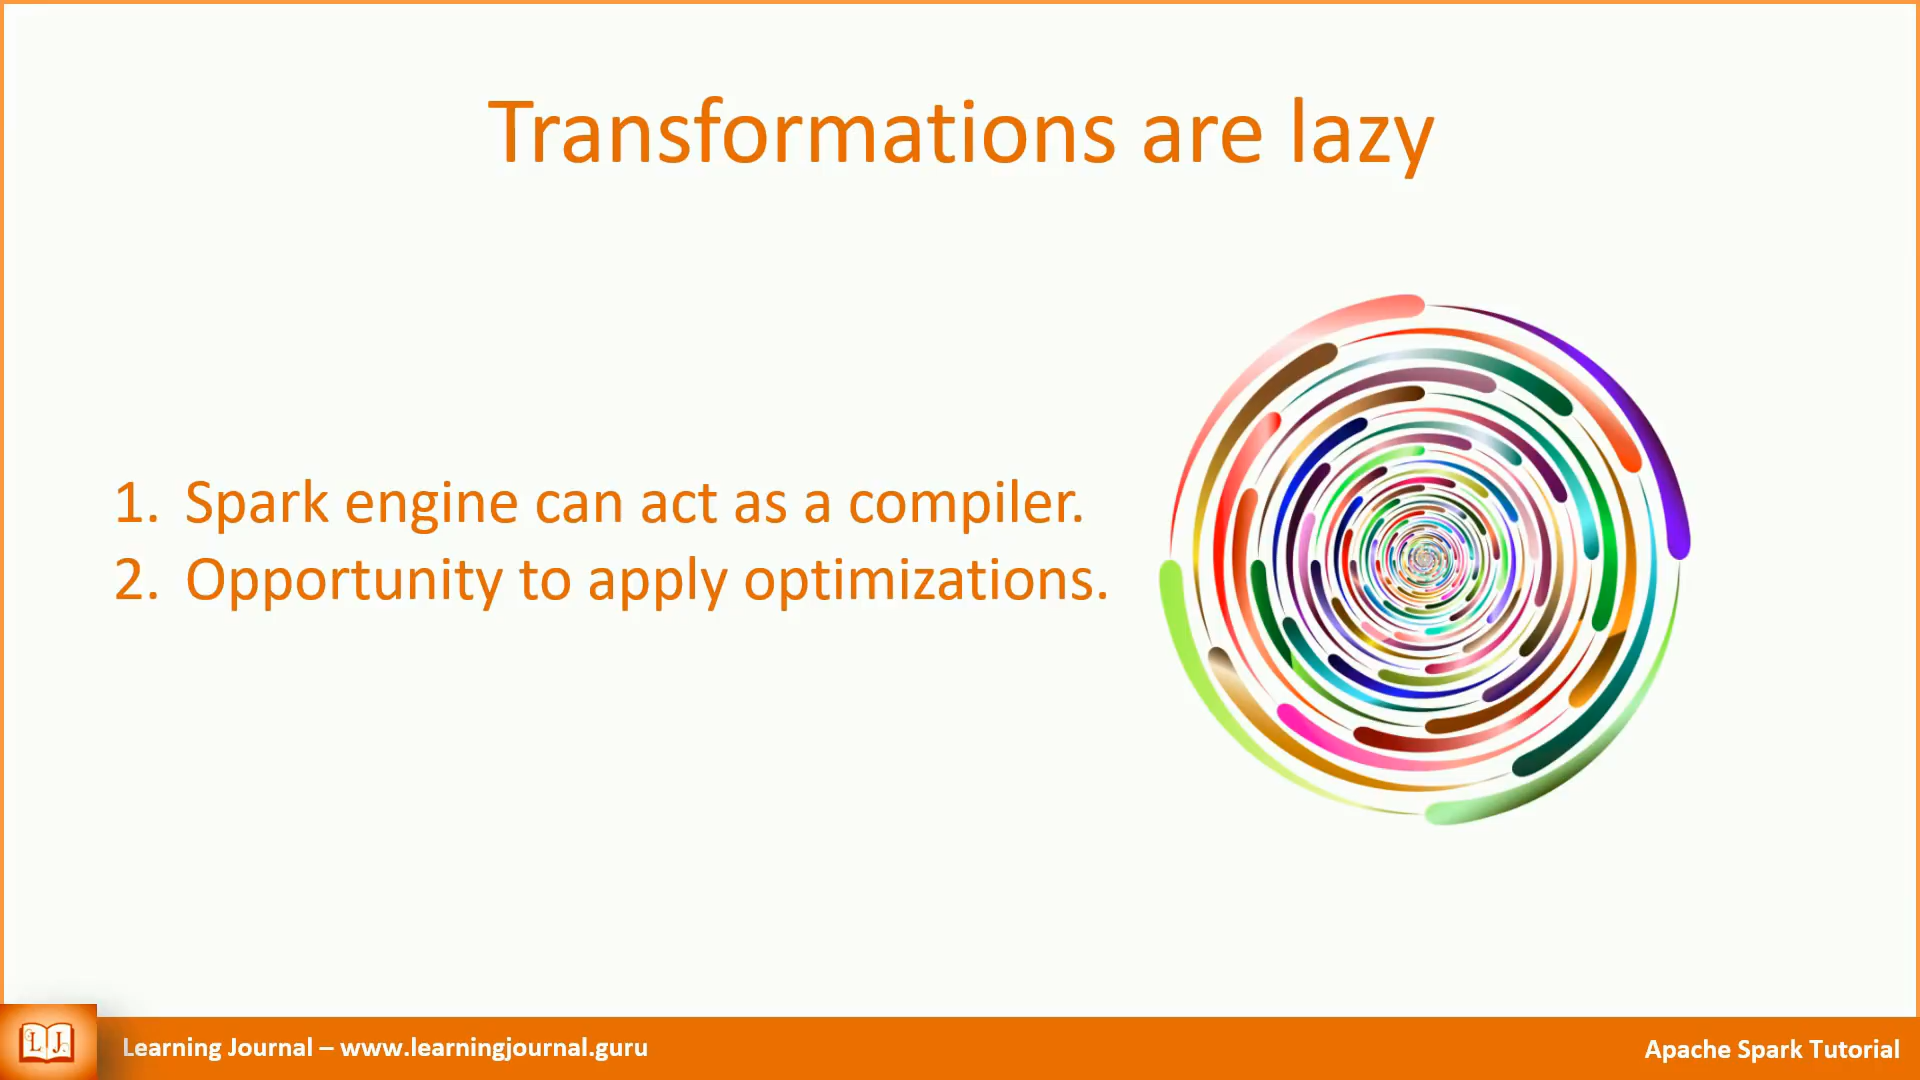 Transformations are lazy
1. Spark engine can act as a compiler.
2. Opportunity to apply optimizations.
L J
Learning Journal – www.learningjournal.guru
Apache Spark Tutorial